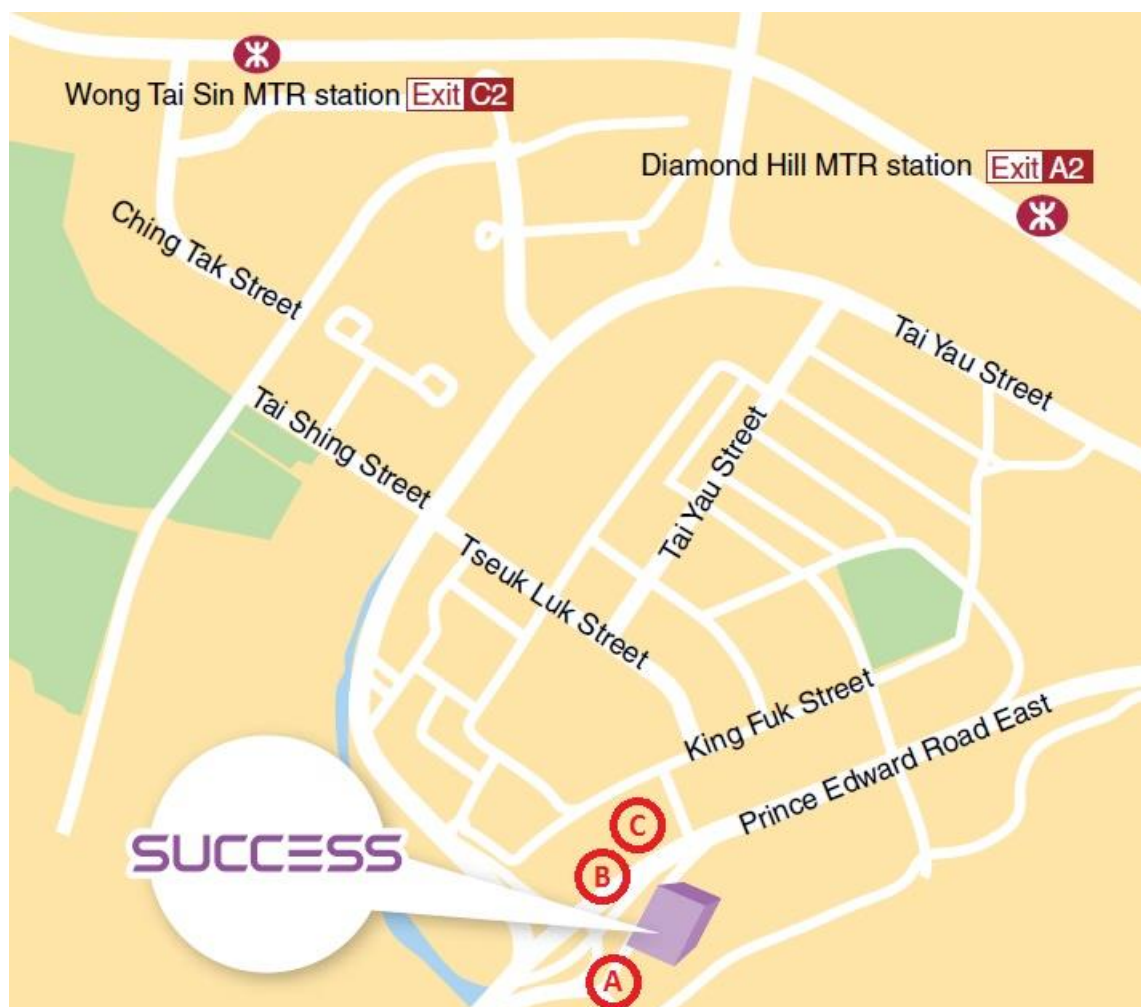 Wong Tai Sin MTR station Exit C2
Diamond Hill MTR station Exit A2
Ching Tak Street
Tai Yau Street
Tai Shing Street
Tai Yau Street
Tseuk Luk Street
King Fuk Street
Prince Edward Road East
C
SUCCESS
B
A